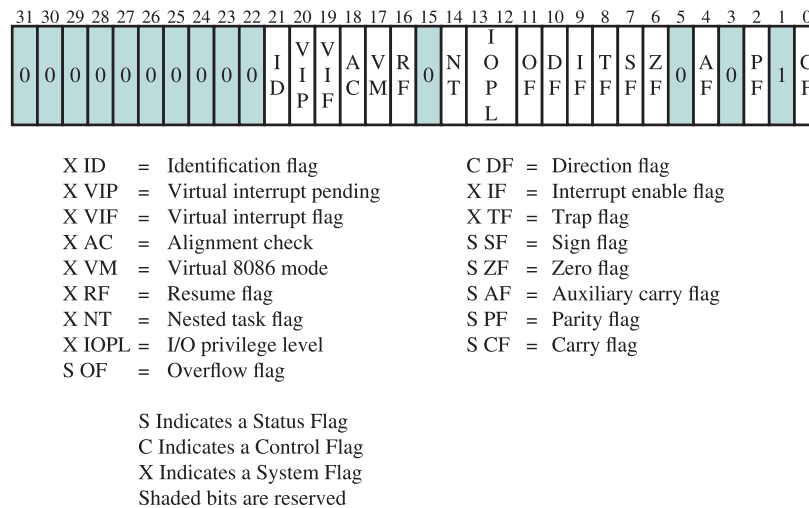 31 30 29 28 27 26 25 24 23 22 21 20 19 18 17 16 15 14 13 12 11 10 9 8 7 6 5 4 3 2 1 0
0 0 0 0 0 0 0 0 0 0 ID VIP VIF AC VM RF 0 NT IOPL OF DF IF TF SF ZF 0 AF 0 PF 1 CF
X ID = Identification flag
X VIP = Virtual interrupt pending
X VIF = Virtual interrupt flag
X AC = Alignment check
X VM = Virtual 8086 mode
X RF = Resume flag
X NT = Nested task flag
X IOPL = I/O privilege level
S OF = Overflow flag
C DF = Direction flag
X IF = Interrupt enable flag
X TF = Trap flag
S SF = Sign flag
S ZF = Zero flag
S AF = Auxiliary carry flag
S PF = Parity flag
S CF = Carry flag
S Indicates a Status Flag
C Indicates a Control Flag
X Indicates a System Flag
Shaded bits are reserved